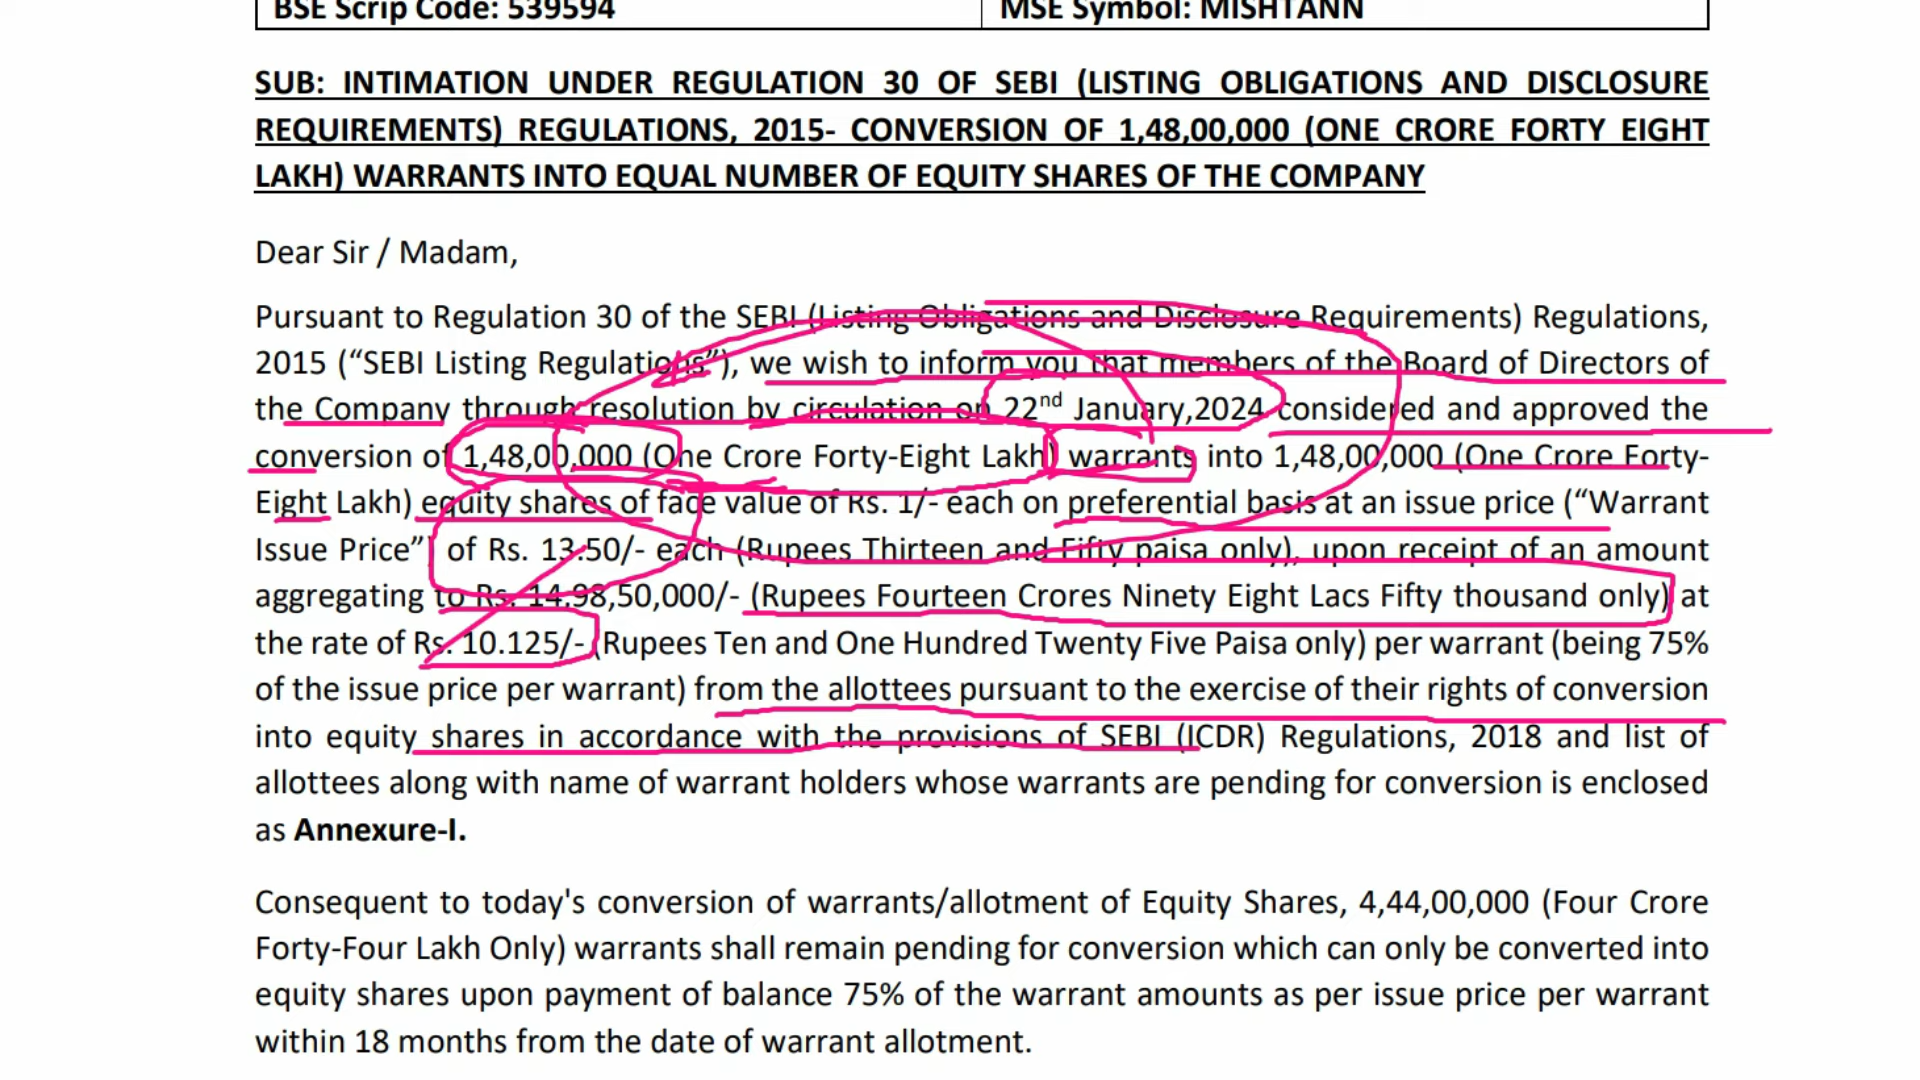 BSE Scrip Code: 539594
MSE Symbol: MISHTANN
SUB: INTIMATION UNDER REGULATION 30 OF SEBI (LISTING OBLIGATIONS AND DISCLOSURE
REQUIREMENTS) REGULATIONS, 2015- CONVERSION OF 1,48,00,000 (ONE CRORE FORTY EIGHT
LAKH) WARRANTS INTO EQUAL NUMBER OF EQUITY SHARES OF THE COMPANY
Dear Sir / Madam,
Pursuant to Regulation 30 of the SEBI (Listing Obligations and Disclosure Requirements) Regulations,
2015 (“SEBI Listing Regulations”), we wish to inform you that members of the Board of Directors of
the Company through resolution by circulation on 22nd January,2024 considered and approved the
conversion of 1,48,00,000 (One Crore Forty-Eight Lakh) warrants into 1,48,00,000 (One Crore Forty-
Eight Lakh) equity shares of face value of Rs. 1/- each on preferential basis at an issue price (“Warrant
Issue Price”) of Rs. 13.50/- each (Rupees Thirteen and Fifty paisa only), upon receipt of an amount
aggregating to Rs. 14,98,50,000/- (Rupees Fourteen Crores Ninety Eight Lacs Fifty thousand only) at
the rate of Rs. 10.125/- (Rupees Ten and One Hundred Twenty Five Paisa only) per warrant (being 75%
of the issue price per warrant) from the allottees pursuant to the exercise of their rights of conversion
into equity shares in accordance with the provisions of SEBI (ICDR) Regulations, 2018 and list of
allottees along with name of warrant holders whose warrants are pending for conversion is enclosed
as Annexure-I.
Consequent to today's conversion of warrants/allotment of Equity Shares, 4,44,00,000 (Four Crore
Forty-Four Lakh Only) warrants shall remain pending for conversion which can only be converted into
equity shares upon payment of balance 75% of the warrant amounts as per issue price per warrant
within 18 months from the date of warrant allotment.